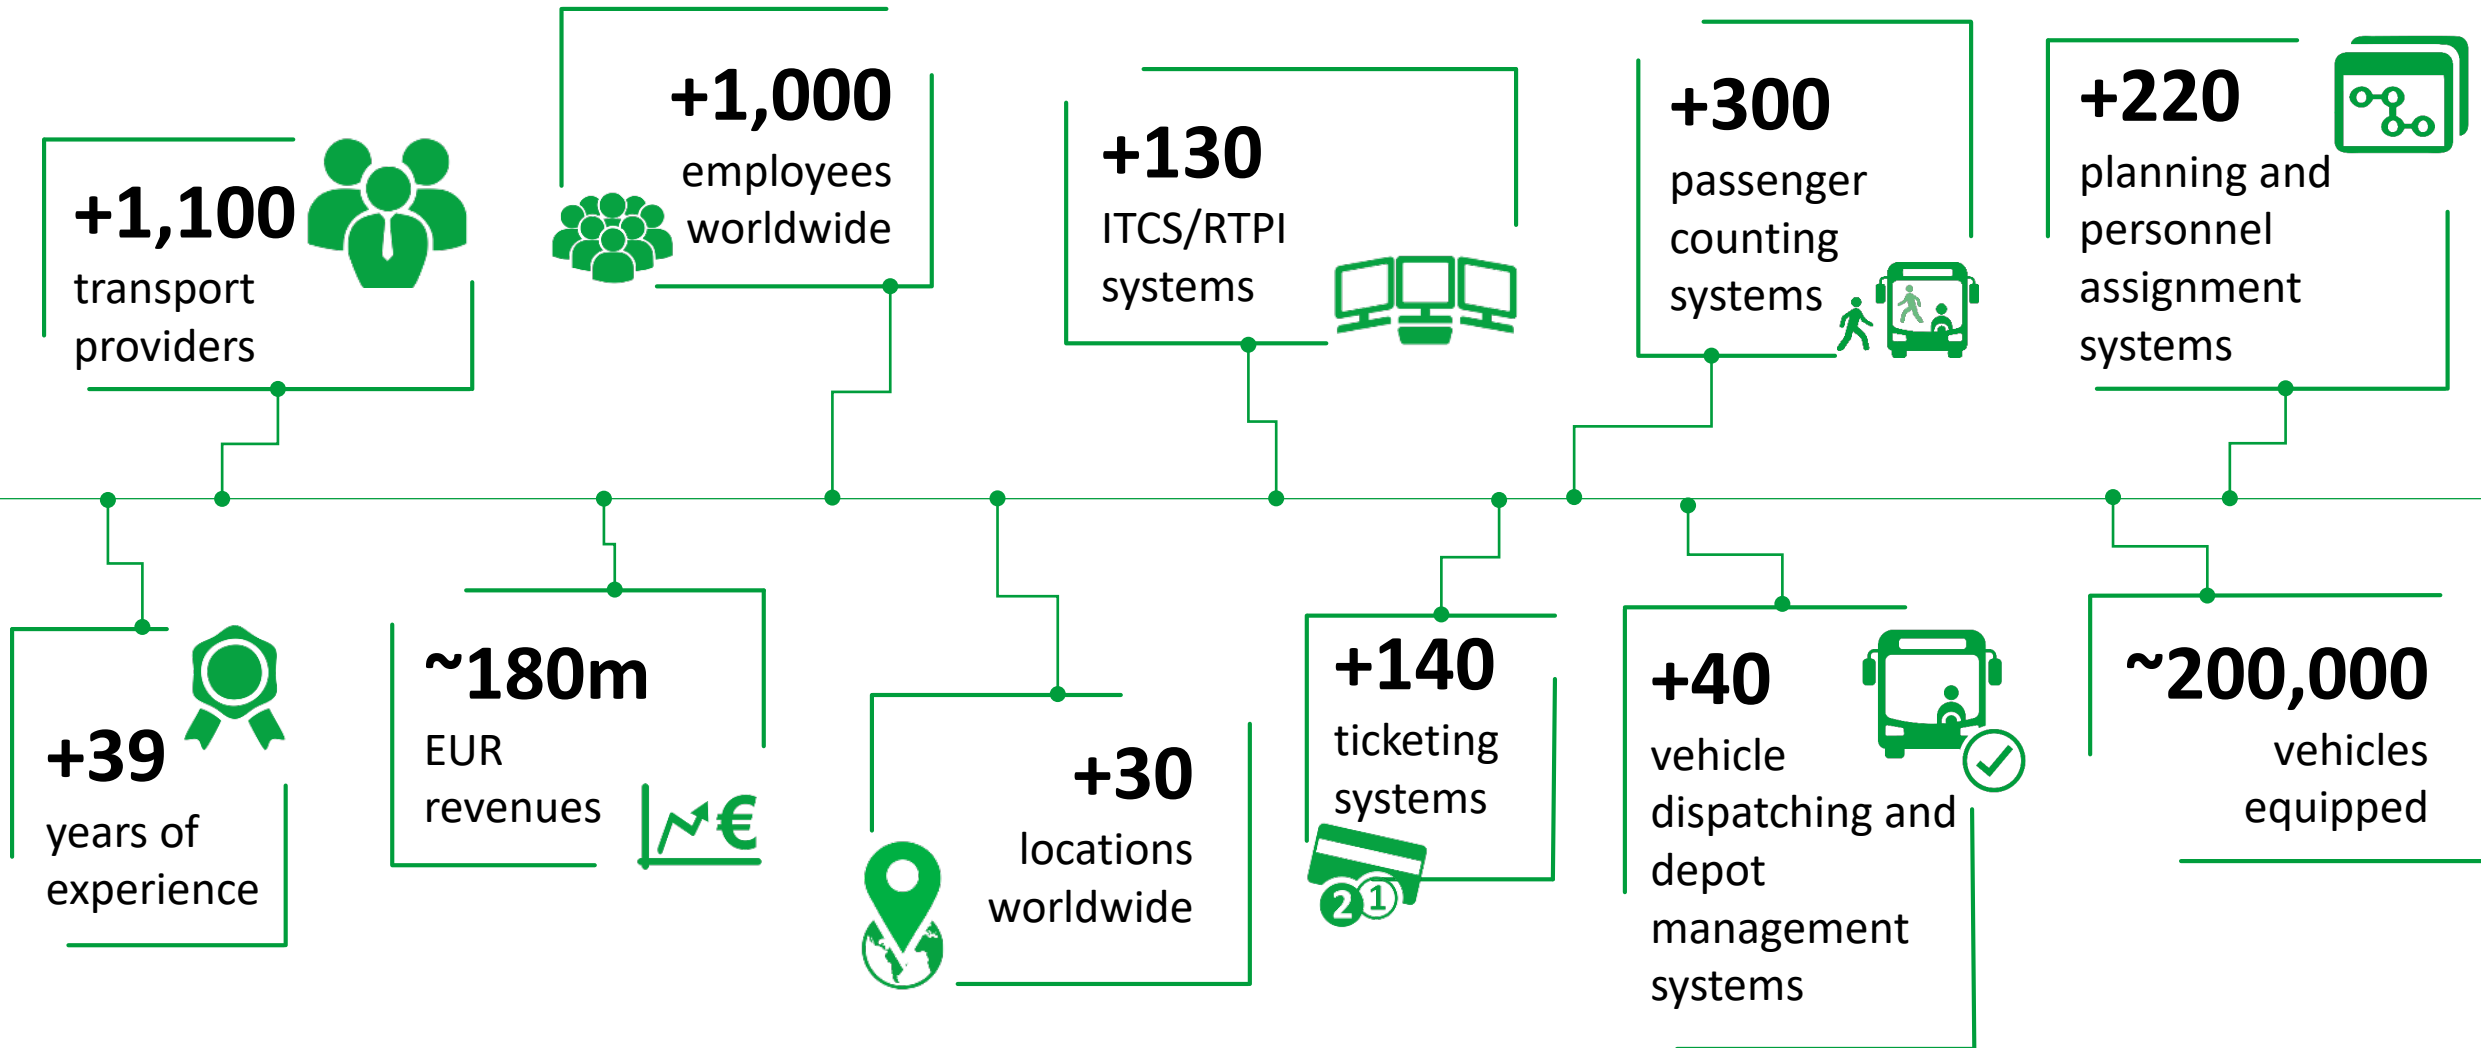 +1,100
transport
providers
+1,000
employees
worldwide
+130
ITCS/RTPI
systems
+300
passenger
counting
systems
+220
planning and
personnel
assignment
systems
+39
years of
experience
~180m
EUR
revenues
€
+30
locations
worldwide
+140
ticketing
systems
2 1
+40
vehicle
dispatching and
depot
management
systems
~200,000
vehicles
equipped